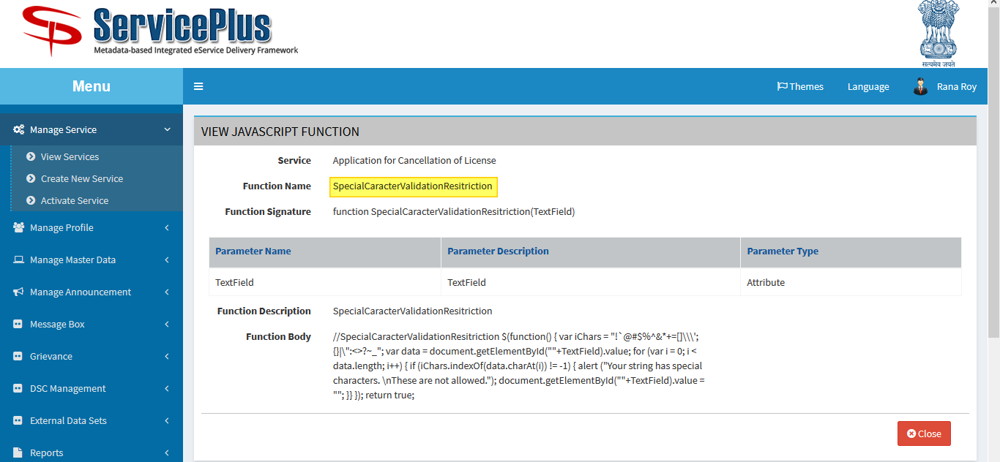 ServicePlus
Metadata-based Integrated eService Delivery Framework
सत्यमेव जयते
Menu
Themes
Language
Rana Roy
Manage Service
View Services
Create New Service
Activate Service
Manage Profile
Manage Master Data
Manage Announcement
Message Box
Grievance
DSC Management
External Data Sets
Reports
VIEW JAVASCRIPT FUNCTION
Service Application for Cancellation of License
Function Name SpecialCaracterValidationResitriction
Function Signature function SpecialCaracterValidationResitriction(TextField)
Parameter Name Parameter Description Parameter Type
TextField TextField Attribute
Function Description SpecialCaracterValidationResitriction
Function Body //SpecialCaracterValidationResitriction $(function() { var iChars = "!`@#$%^&*+=[]\\\';
{}|\":<>?~_"; var data = document.getElementById(""+TextField).value; for (var i = 0; i <
data.length; i++) { if (iChars.indexOf(data.charAt(i)) != -1) { alert ("Your string has special
characters. \nThese are not allowed."); document.getElementById(""+TextField).value =
""; }} }); return true;
Close